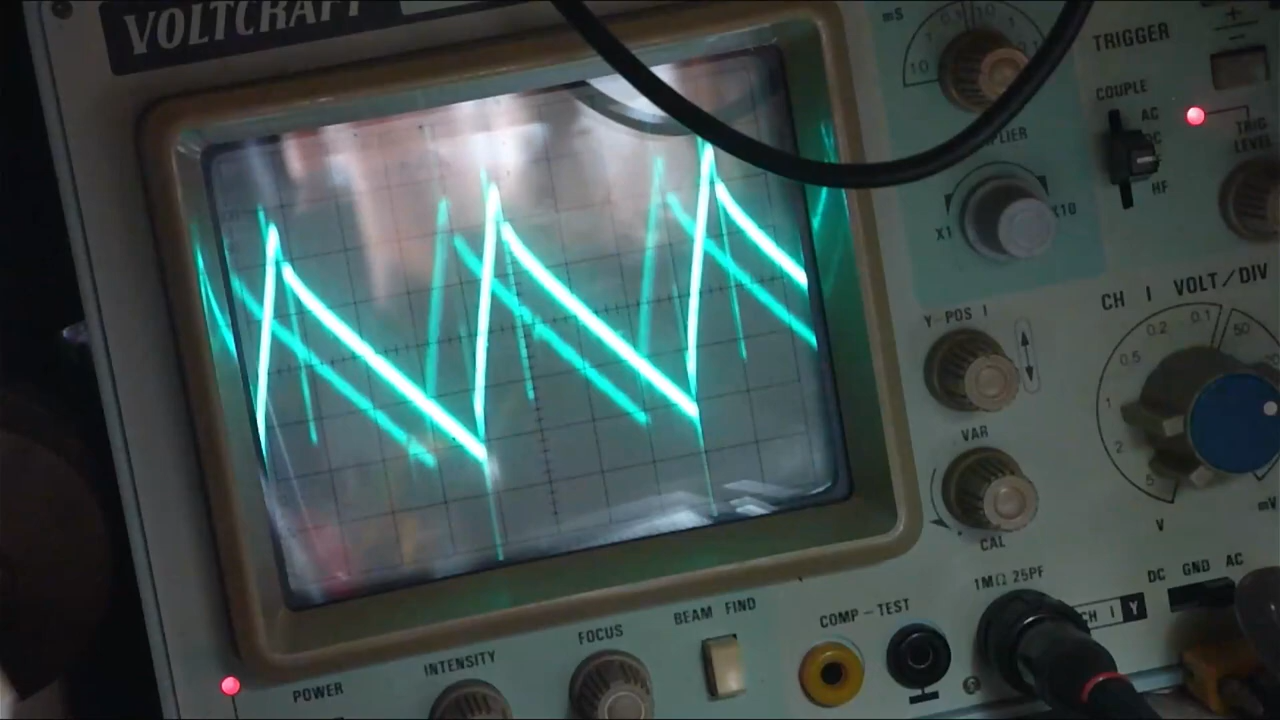 VOLTCRAFT
mS
10
X1
X10
TRIGGER
+
-
COUPLE
AC
HF
TRIG
LEVEL
Y-POS I
VAR
CAL
CH I VOLT/DIV
0.1
0.2
0.5
1
2
5
50
V
mV
1MΩ 25PF
DC GND AC
CH I Y
COMP-TEST
BEAM FIND
FOCUS
INTENSITY
POWER